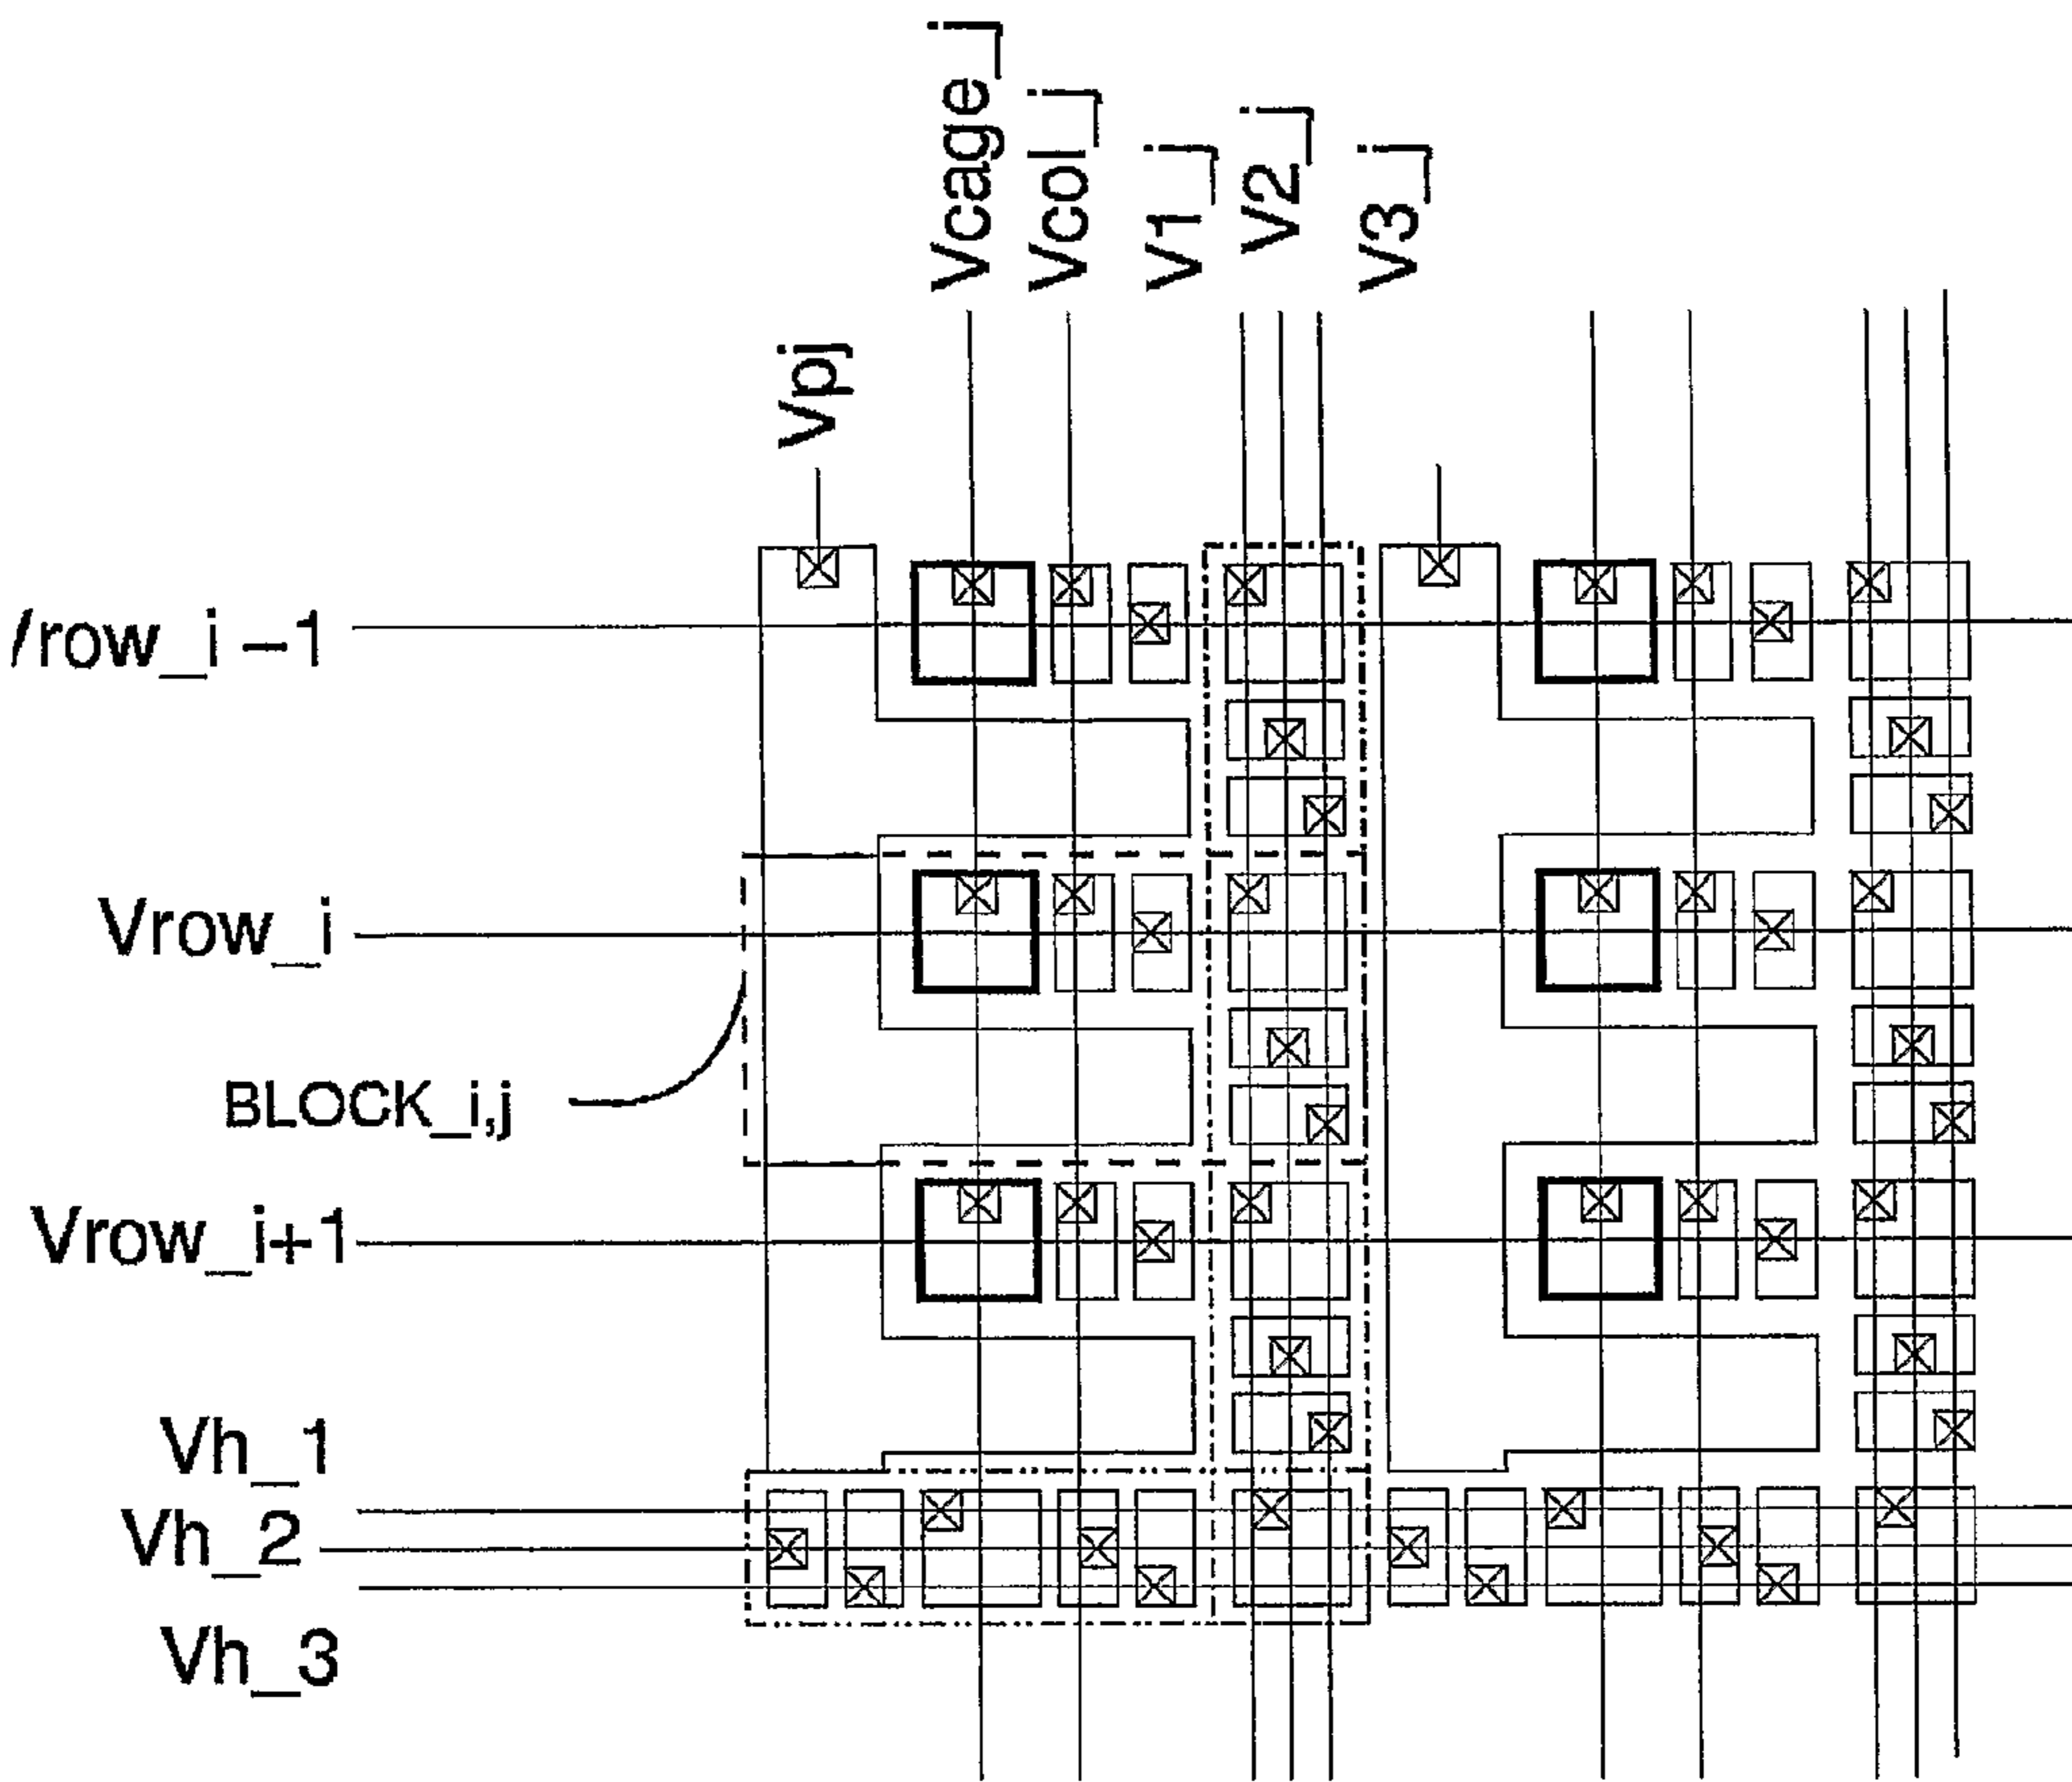 Vcage_j
Vcol_j
V1_j
V2_j
V3_j
Vpj
/row_i-1
Vrow_i
BLOCK_i,j
Vrow_i+1
Vh_1
Vh_2
Vh_3